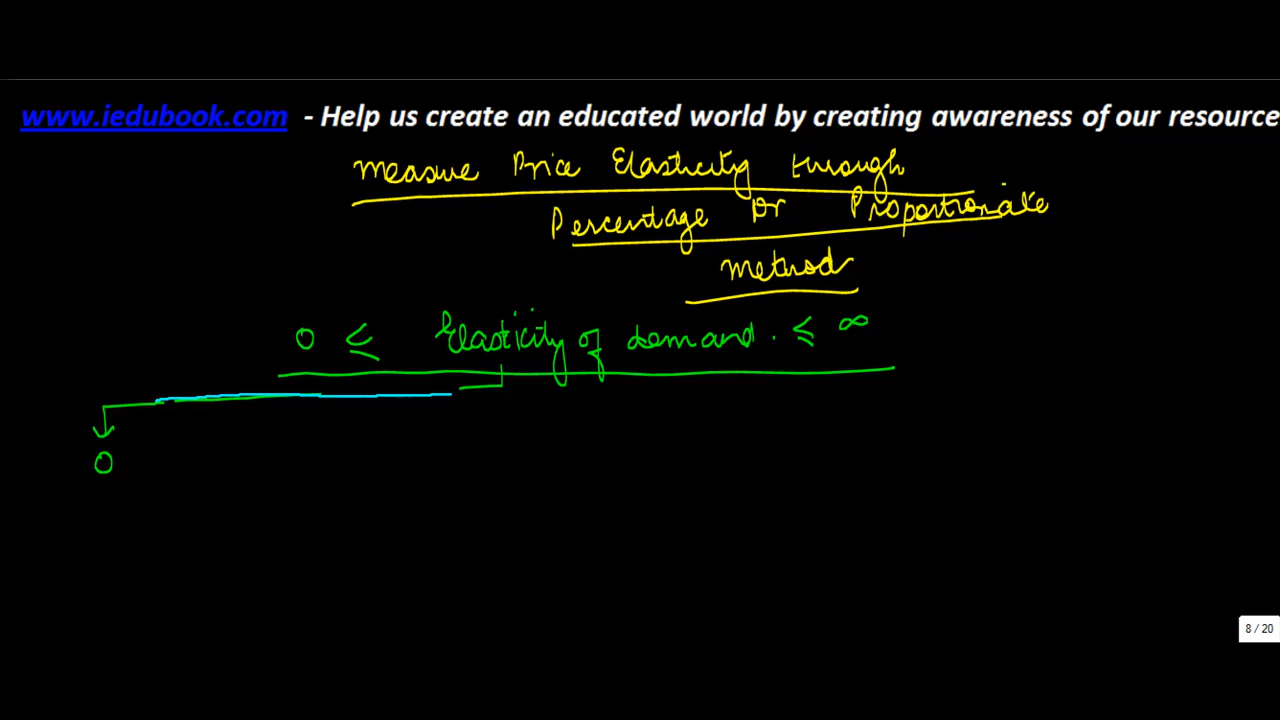 www.iedubook.com - Help us create an educated world by creating awareness of our resource
Measure Price Elasticity through
Percentage Or Proportionate
Method
0 ≤ Elasticity of demand. ≤ ∞
0
8 / 20